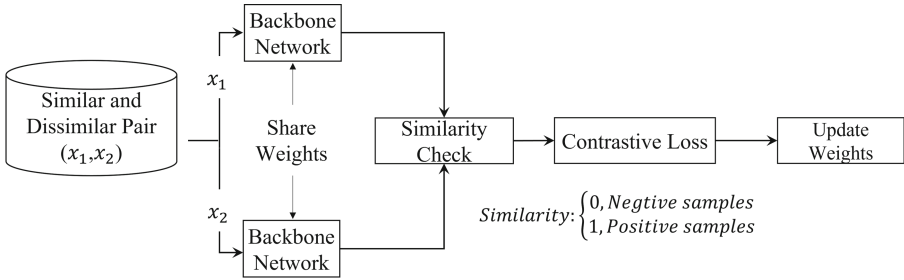 Similar and
Dissimilar Pair
(x₁,x₂)
x₁
x₂
Backbone
Network
Share
Weights
Backbone
Network
Similarity
Check
Contrastive Loss
Update
Weights
Similarity: {0, Negtive samples
1, Positive samples